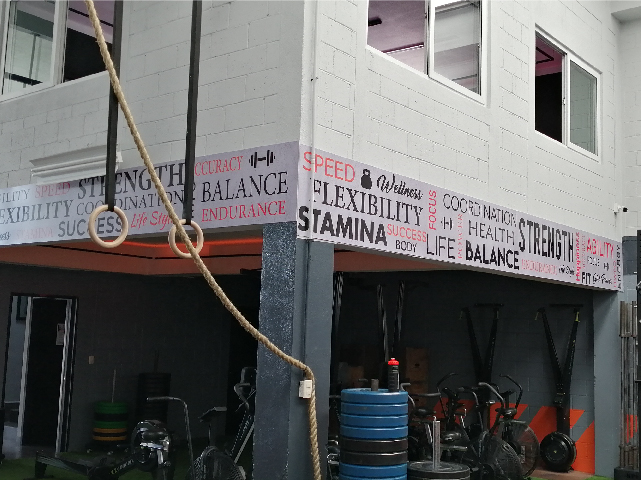 SPEED STRENGTH ACCURACY
FLEXIBILITY COORDINATION BALANCE
SUCCESS Life Style ENDURANCE
SPEED Wellness
FLEXIBILITY
STAMINA SUCCESS
BODY
FOCUS
COORDINATION
HEALTH
LIFE BALANCE
STRENGTH
AGILITY
FIT